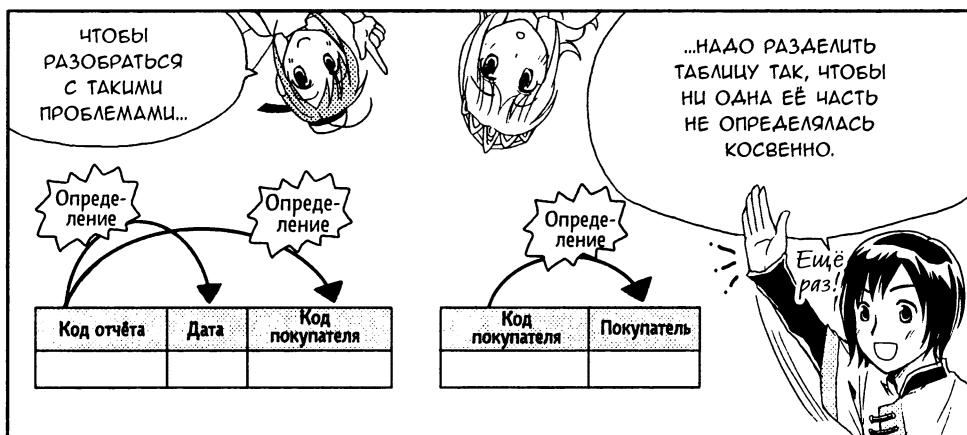 ЧТОБЫ
РАЗОБРАТЬСЯ
С ТАКИМИ
ПРОБЛЕМАМИ...
...НАДО РАЗДЕЛИТЬ
ТАБЛИЦУ ТАК, ЧТОБЫ
НИ ОДНА ЕЁ ЧАСТЬ
НЕ ОПРЕДЕЛЯЛАСЬ
КОСВЕННО.
Опреде-
ление
Опреде-
ление
Опреде-
ление
Ещё
раз!
Код отчёта
Дата
Код
покупателя
Код
покупателя
Покупатель